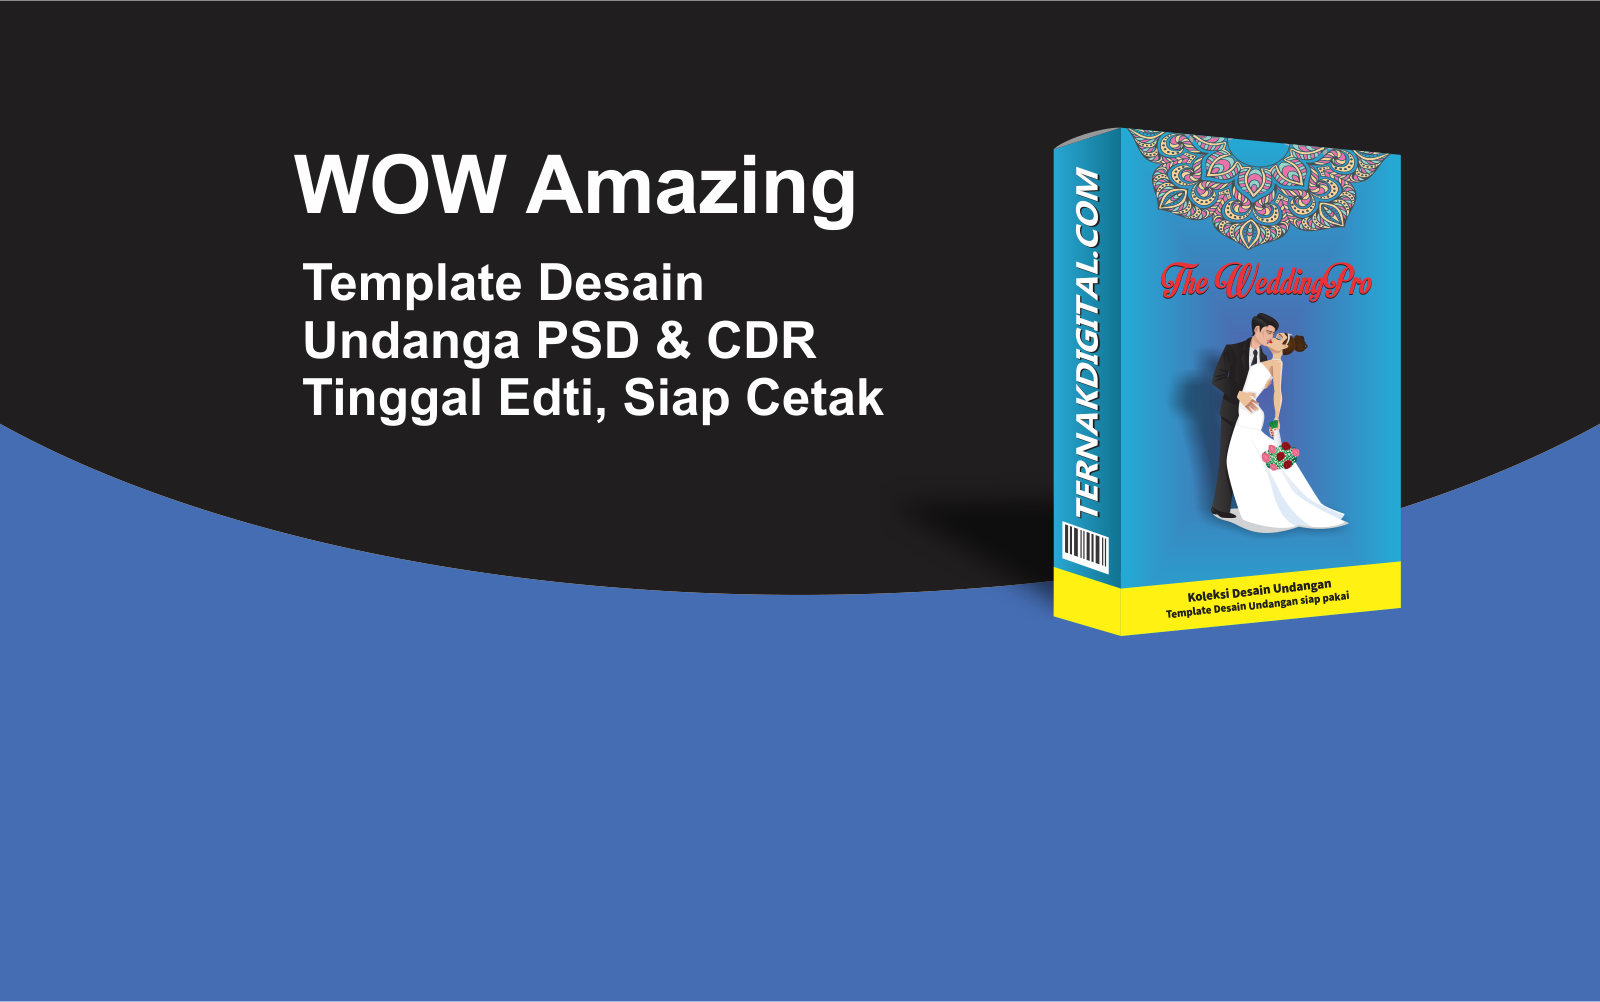 WOW Amazing
Template Desain
Undanga PSD & CDR
Tinggal Edti, Siap Cetak
TERNAKDIGITAL.COM
The WeddingPro
Koleksi Desain Undangan
Template Desain Undangan siap pakai